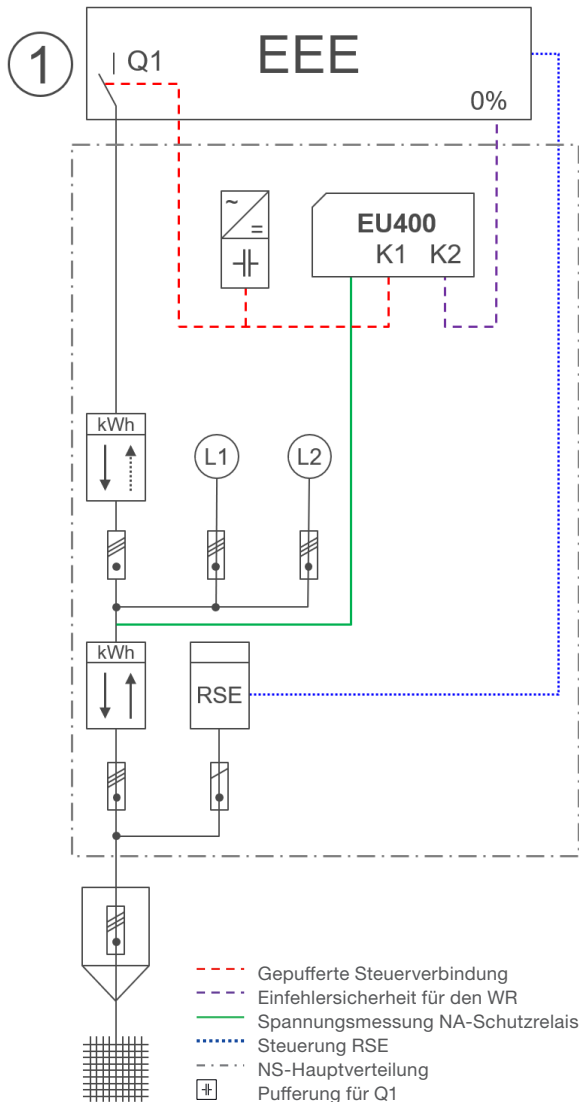 1
Q1
EEE
0%
~
=
EU400
K1 K2
kWh
L1
L2
kWh
RSE
Gepufferte Steuerverbindung
Einfehlersicherheit für den WR
Spannungsmessung NA-Schutzrelais
Steuerung RSE
NS-Hauptverteilung
Pufferung für Q1